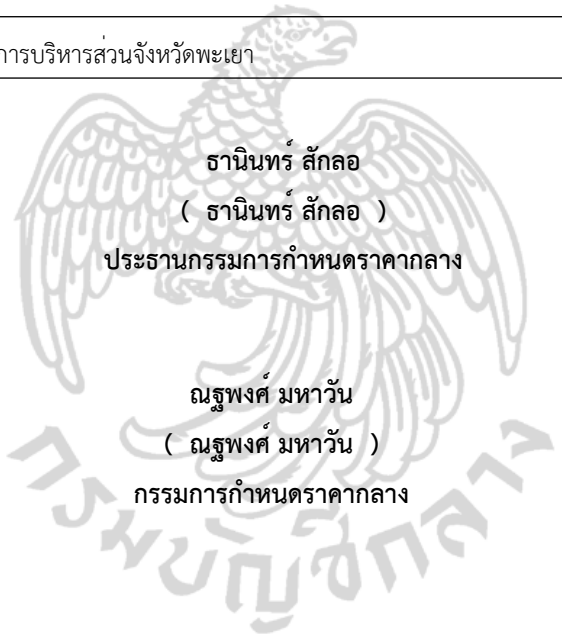 การบริหารส่วนจังหวัดพะเยา
ธานินทร์ สักลอ
( ธานินทร์ สักลอ )
ประธานกรรมการกำหนดราคากลาง
ณฐพงศ์ มหาวัน
( ณฐพงศ์ มหาวัน )
กรรมการกำหนดราคากลาง
กรมบัญชีกลาง